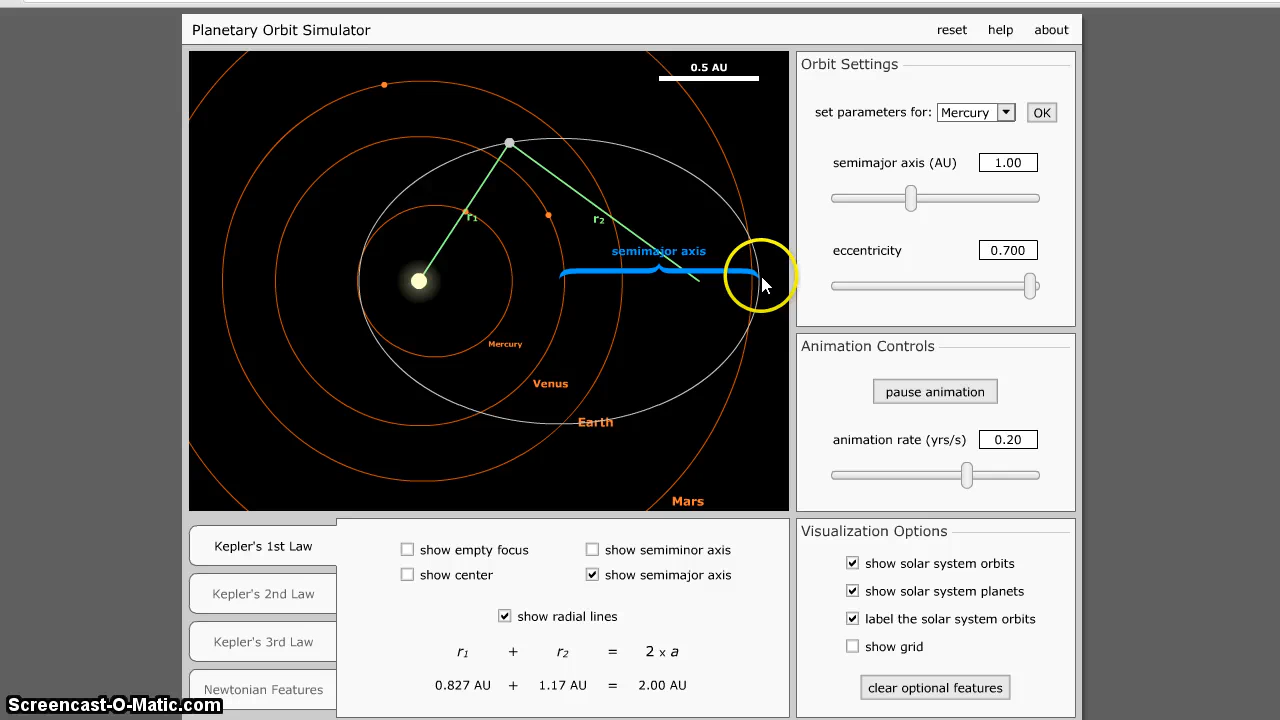 Planetary Orbit Simulator
reset help about
0.5 AU
r₁
r₂
semimajor axis
Mercury
Venus
Earth
Mars
Orbit Settings
set parameters for: Mercury OK
semimajor axis (AU) 1.00
eccentricity 0.700
Animation Controls
pause animation
animation rate (yrs/s) 0.20
Kepler's 1st Law
Kepler's 2nd Law
Kepler's 3rd Law
Newtonian Features
show empty focus show semiminor axis
show center show semimajor axis
show radial lines
r₁ + r₂ = 2 x a
0.827 AU + 1.17 AU = 2.00 AU
Visualization Options
show solar system orbits
show solar system planets
label the solar system orbits
show grid
clear optional features
Screencast-O-Matic.com